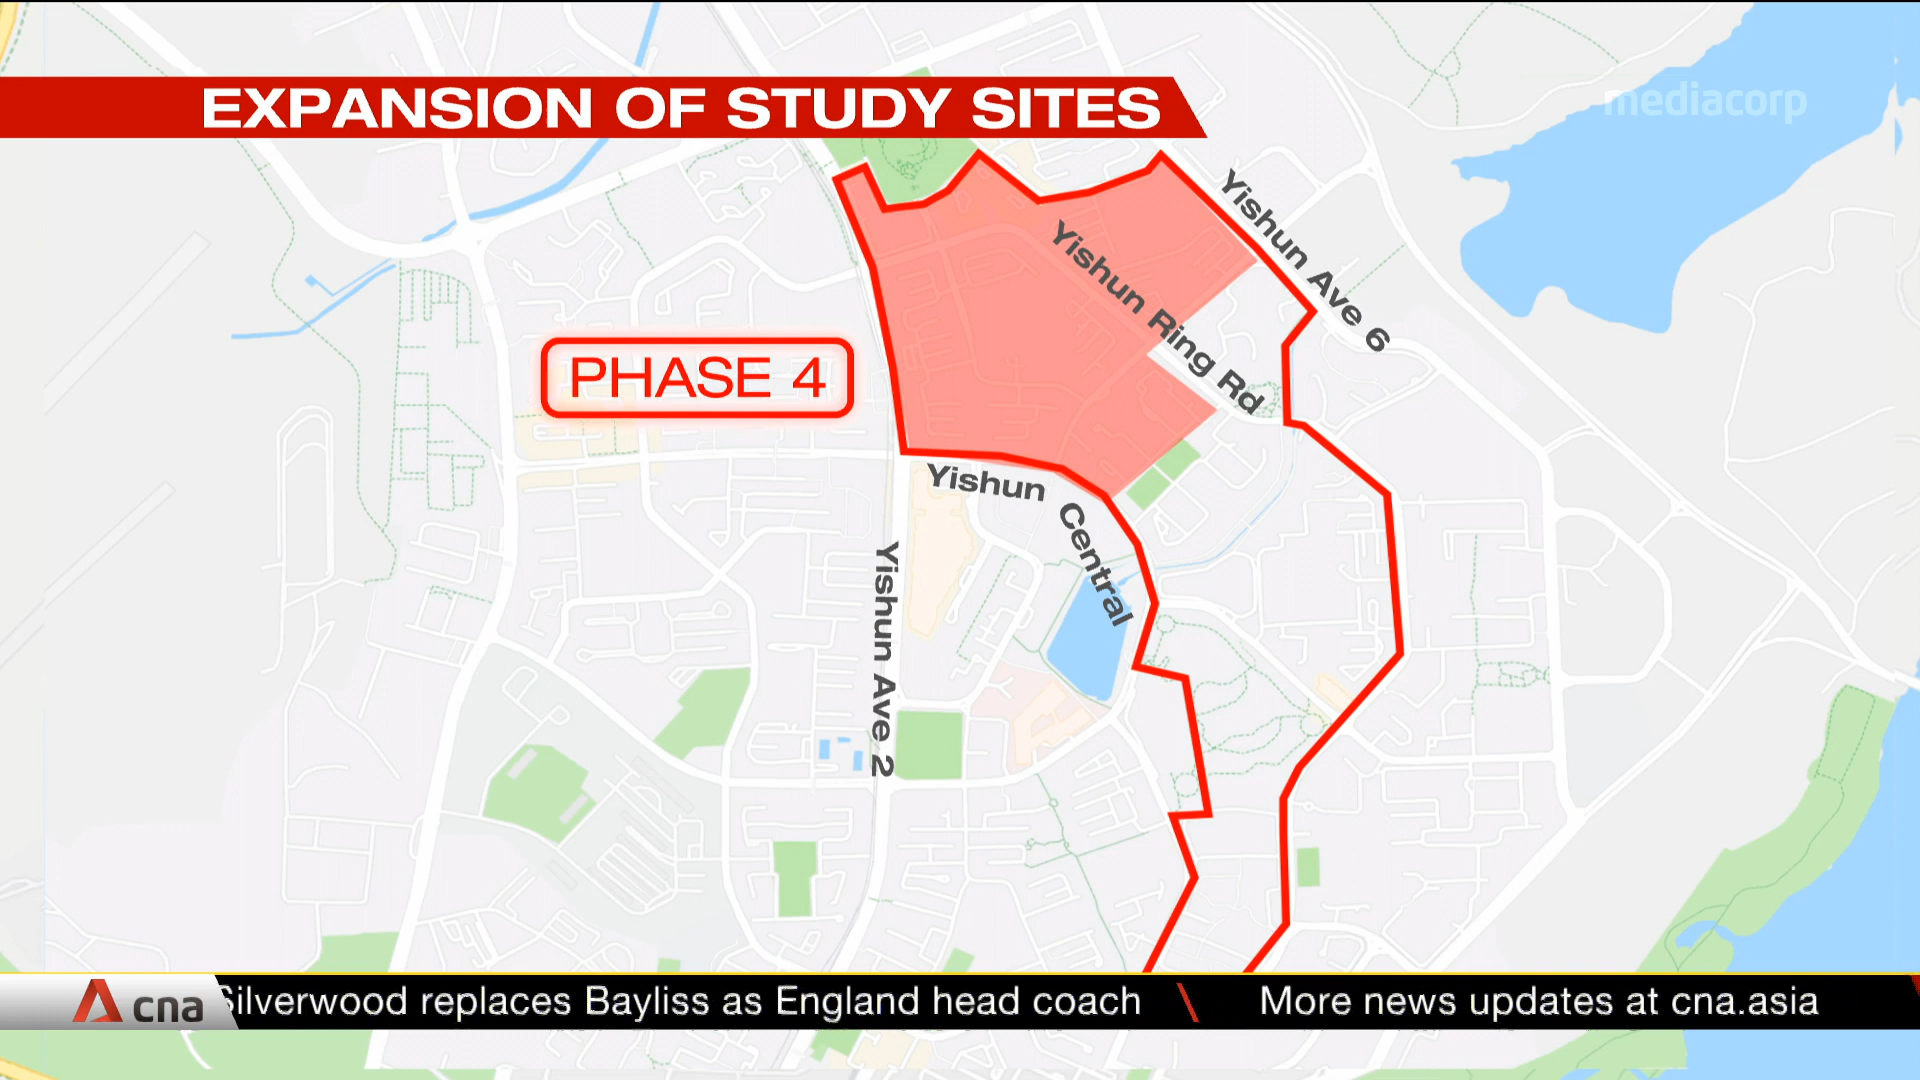 EXPANSION OF STUDY SITES
mediacorp
Yishun Ave 6
Yishun Ring Rd
PHASE 4
Yishun Central
Yishun Ave 2
cna
Silverwood replaces Bayliss as England head coach \ More news updates at cna.asia